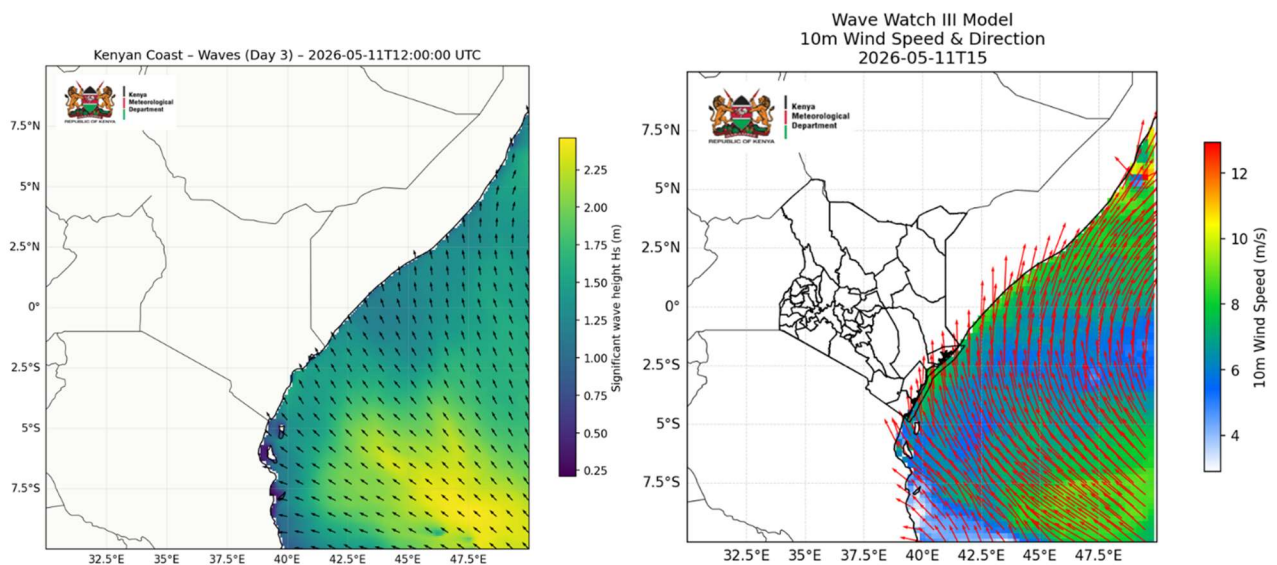 Kenyan Coast – Waves (Day 3) – 2026-05-11T12:00:00 UTC
Kenya
Meteorological
Department
REPUBLIC OF KENYA
7.5°N
5°N
2.5°N
0°
2.5°S
5°S
7.5°S
32.5°E 35°E 37.5°E 40°E 42.5°E 45°E 47.5°E
2.25
2.00
1.75
1.50
1.25
1.00
0.75
0.50
0.25
Significant wave height Hs (m)
Wave Watch III Model
10m Wind Speed & Direction
2026-05-11T15
Kenya
Meteorological
Department
REPUBLIC OF KENYA
7.5°N
5°N
2.5°N
0°
2.5°S
5°S
7.5°S
32.5°E 35°E 37.5°E 40°E 42.5°E 45°E 47.5°E
12
10
8
6
4
10m Wind Speed (m/s)